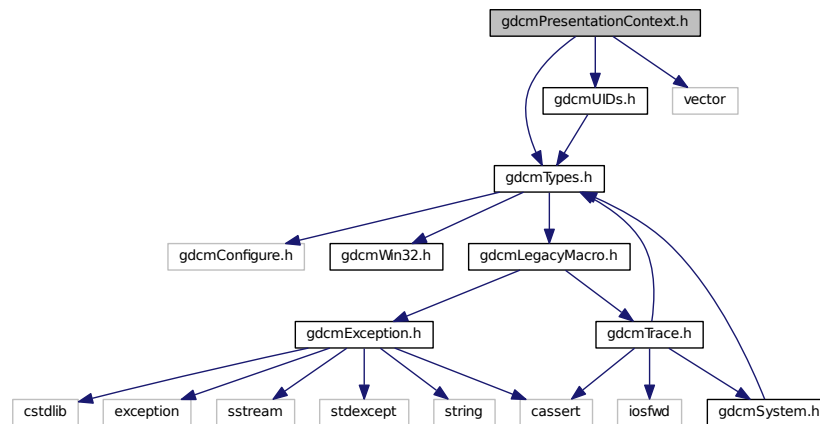 gdcmPresentationContext.h
gdcmUIDs.h
vector
gdcmTypes.h
gdcmConfigure.h
gdcmWin32.h
gdcmLegacyMacro.h
gdcmException.h
gdcmTrace.h
cstdlib
exception
sstream
stdexcept
string
cassert
iosfwd
gdcmSystem.h